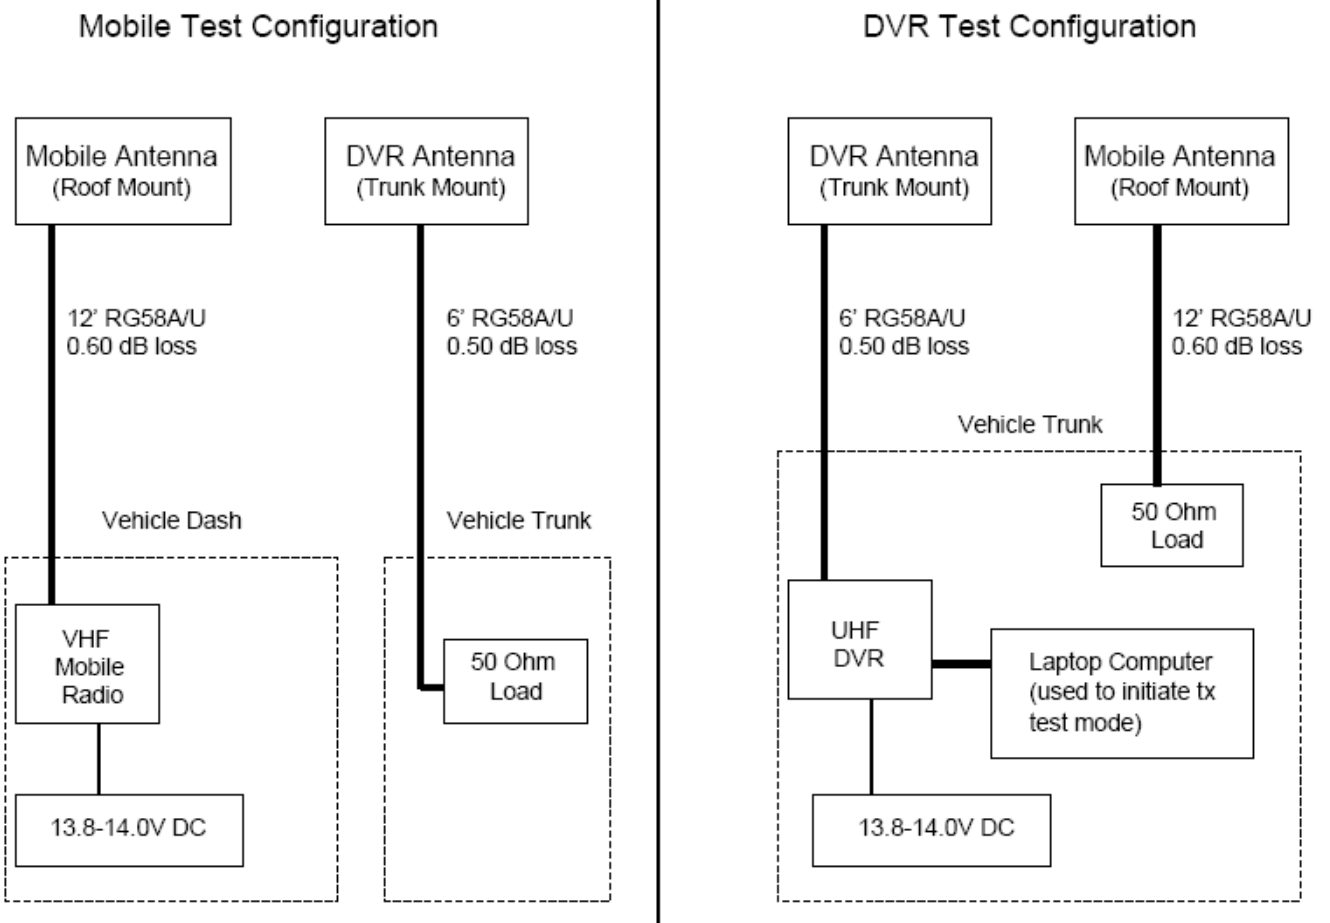 Mobile Test Configuration
Mobile Antenna
(Roof Mount)
DVR Antenna
(Trunk Mount)
12' RG58A/U
0.60 dB loss
6' RG58A/U
0.50 dB loss
Vehicle Dash
Vehicle Trunk
VHF
Mobile
Radio
50 Ohm
Load
13.8-14.0V DC
DVR Test Configuration
DVR Antenna
(Trunk Mount)
Mobile Antenna
(Roof Mount)
6' RG58A/U
0.50 dB loss
12' RG58A/U
0.60 dB loss
Vehicle Trunk
50 Ohm
Load
UHF
DVR
Laptop Computer
(used to initiate tx
test mode)
13.8-14.0V DC